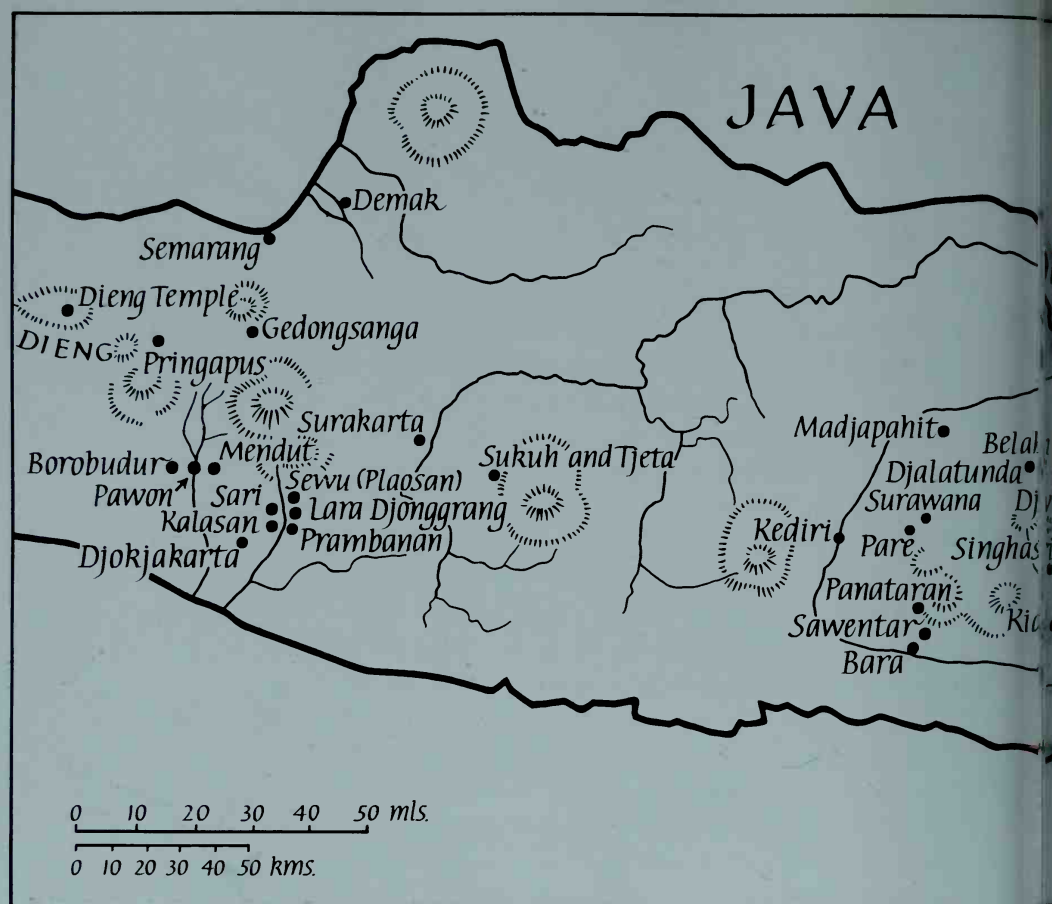 JAVA
Demak
Semarang
Dieng Temple
Gedongsanga
DIENG
Pringapus
Surakarta
Madjapahit
Mendut
Borobudur
Sukuh and Tjeta
Djalatunda
Pawon
Sari
Sewu (Plaosan)
Surawana
Lara Djonggrang
Kalasan
Kediri
Prambanan
Pare
Djokjakarta
Panataran
Sawentar
Bara
0 10 20 30 40 50 mls.
0 10 20 30 40 50 kms.